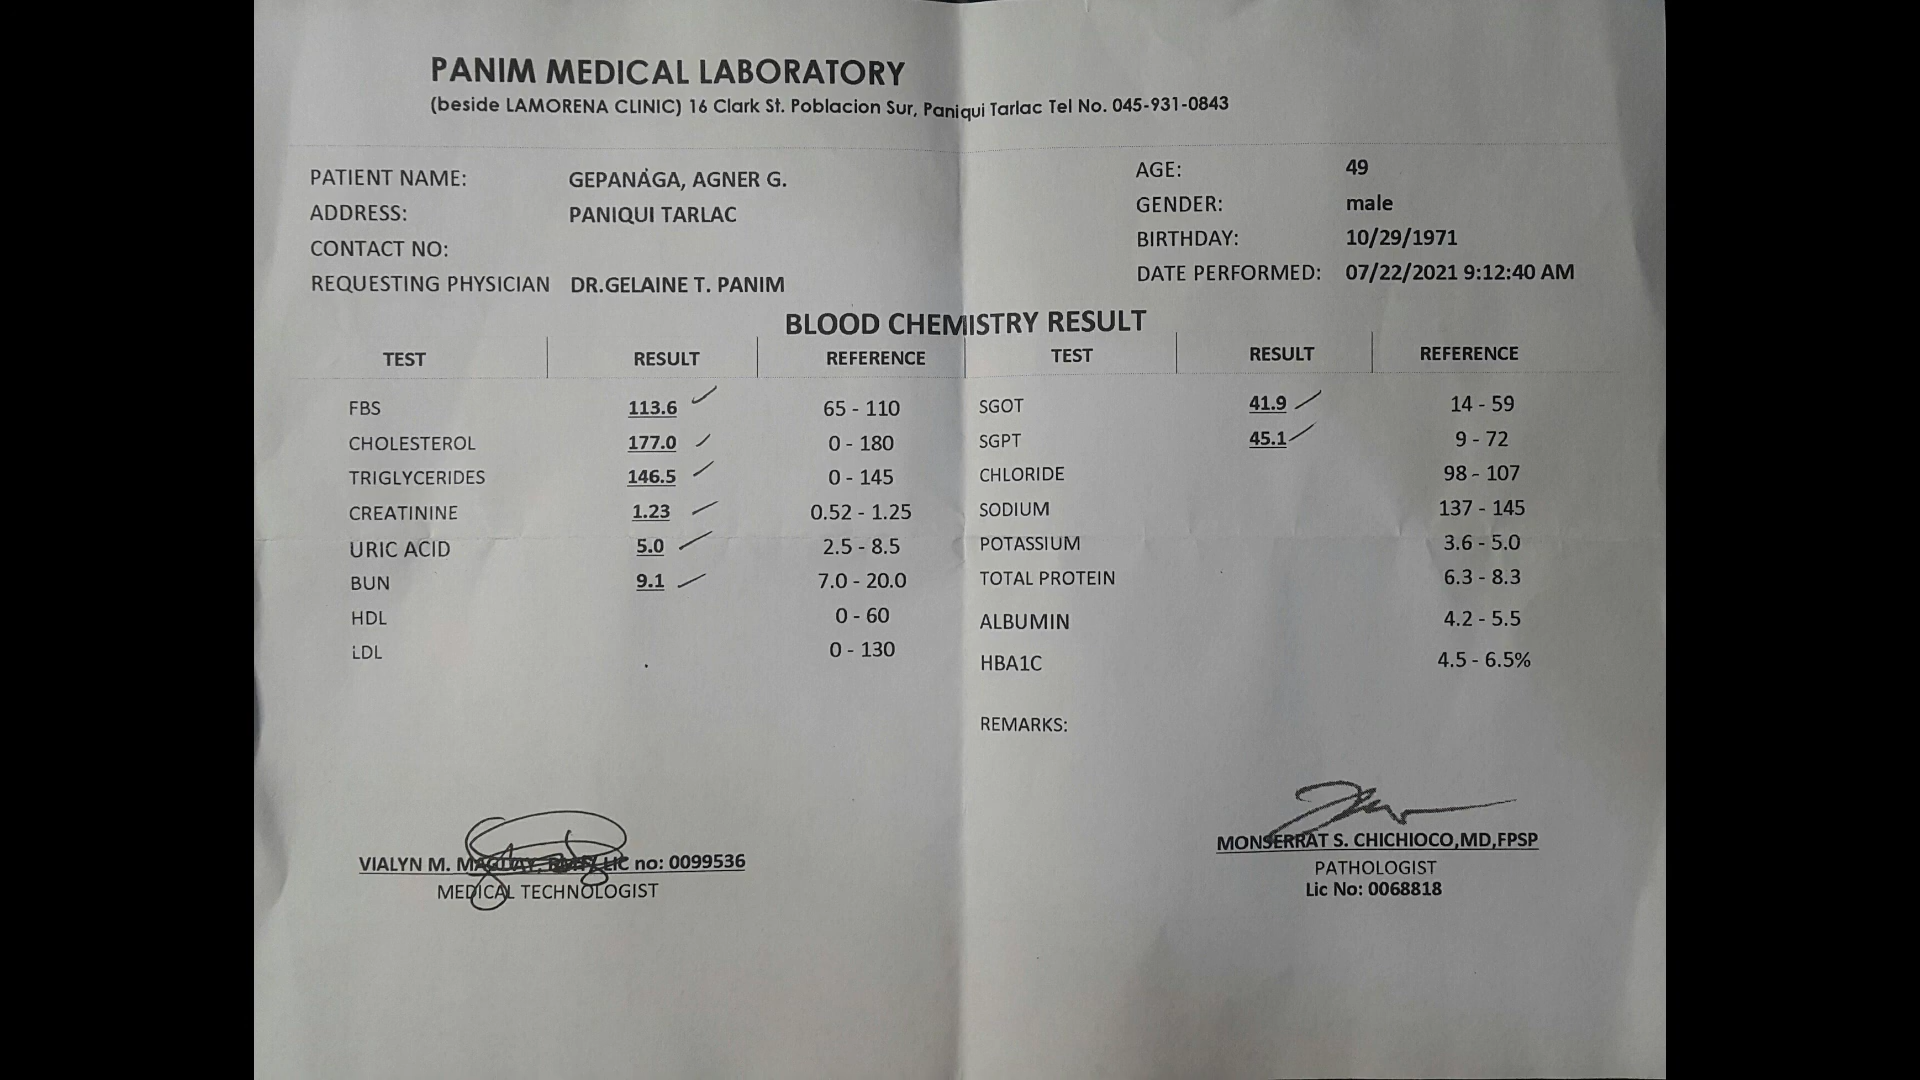 PANIM MEDICAL LABORATORY
(beside LAMORENA CLINIC) 16 Clark St. Poblacion Sur, Paniqui Tarlac Tel No. 045-931-0843
PATIENT NAME: GEPANAGA, AGNER G. AGE: 49
ADDRESS: PANIQUI TARLAC GENDER: male
CONTACT NO: BIRTHDAY: 10/29/1971
REQUESTING PHYSICIAN DR.GELAINE T. PANIM DATE PERFORMED: 07/22/2021 9:12:40 AM
BLOOD CHEMISTRY RESULT
TEST RESULT REFERENCE TEST RESULT REFERENCE
FBS 113.6 65 - 110 SGOT 41.9 14 - 59
CHOLESTEROL 177.0 0 - 180 SGPT 45.1 9 - 72
TRIGLYCERIDES 146.5 0 - 145 CHLORIDE 98 - 107
CREATININE 1.23 0.52 - 1.25 SODIUM 137 - 145
URIC ACID 5.0 2.5 - 8.5 POTASSIUM 3.6 - 5.0
BUN 9.1 7.0 - 20.0 TOTAL PROTEIN 6.3 - 8.3
HDL 0 - 60 ALBUMIN 4.2 - 5.5
LDL 0 - 130 HBA1C 4.5 - 6.5%
REMARKS:
VIALYN M. LIC no: 0099536 MONSERRAT S. CHICHIOCO,MD,FPSP
MEDICAL TECHNOLOGIST PATHOLOGIST
Lic No: 0068818